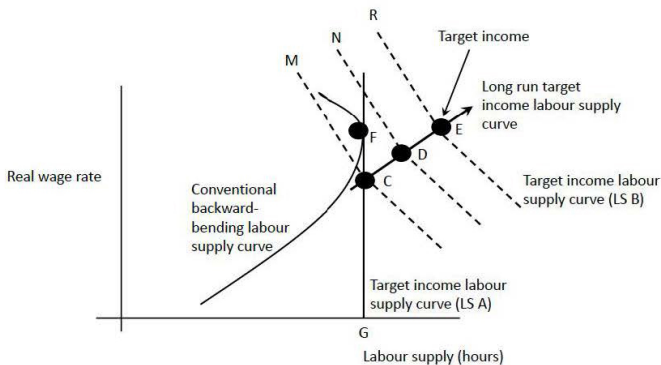 R
Target income
N
M
Long run target
income labour supply
curve
E
F
D
Real wage rate
C
Target income labour
supply curve (LS B)
Conventional
backward-
bending labour
supply curve
Target income labour
supply curve (LS A)
G
Labour supply (hours)